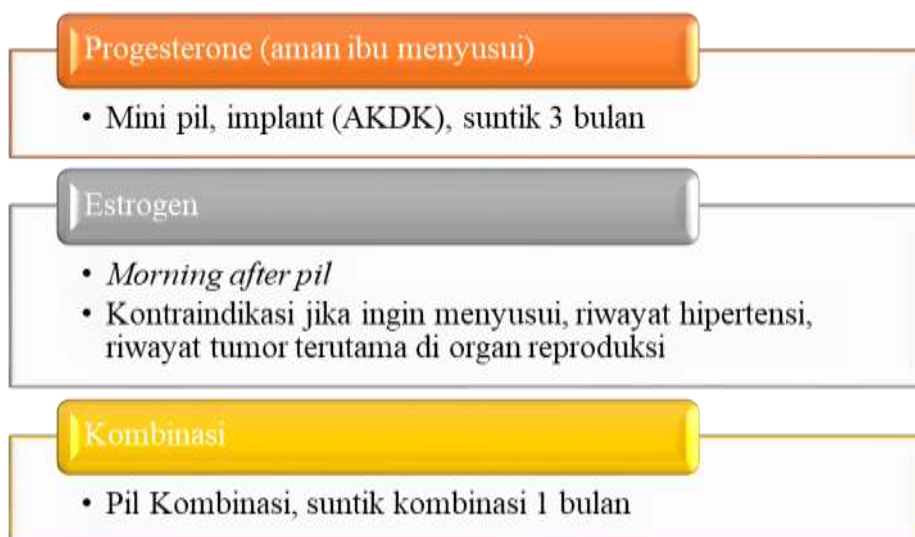 Progesterone (aman ibu menyusui)
• Mini pil, implant (AKDK), suntik 3 bulan
Estrogen
• Morning after pil
• Kontraindikasi jika ingin menyusui, riwayat hipertensi,
riwayat tumor terutama di organ reproduksi
Kombinasi
• Pil Kombinasi, suntik kombinasi 1 bulan